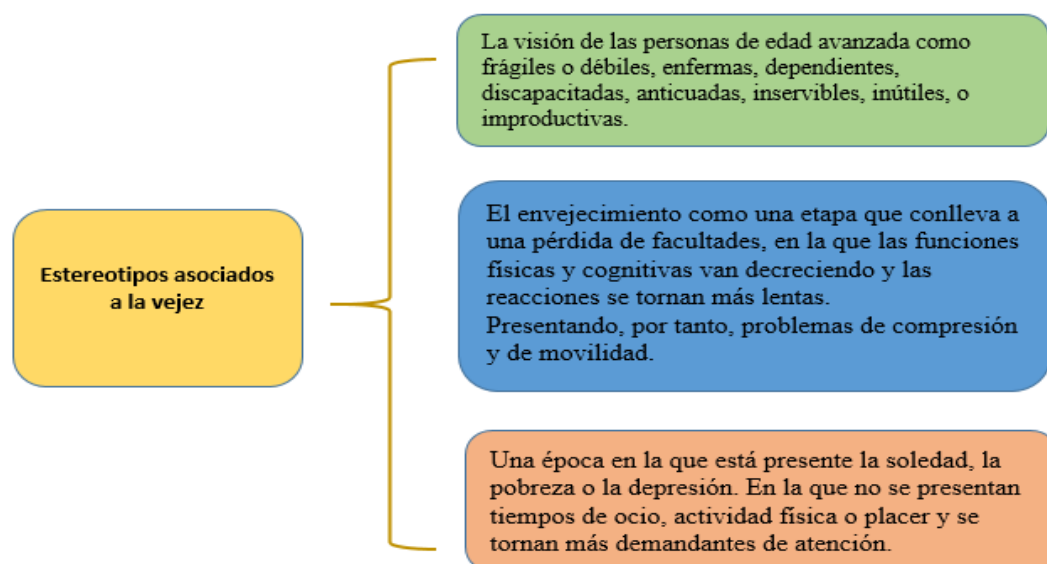 Estereotipos asociados
a la vejez
La visión de las personas de edad avanzada como
frágiles o débiles, enfermas, dependientes,
discapacitadas, anticuadas, inservibles, inútiles, o
improductivas.
El envejecimiento como una etapa que conlleva a
una pérdida de facultades, en la que las funciones
físicas y cognitivas van decreciendo y las
reacciones se tornan más lentas.
Presentando, por tanto, problemas de compresión
y de movilidad.
Una época en la que está presente la soledad, la
pobreza o la depresión. En la que no se presentan
tiempos de ocio, actividad física o placer y se
tornan más demandantes de atención.